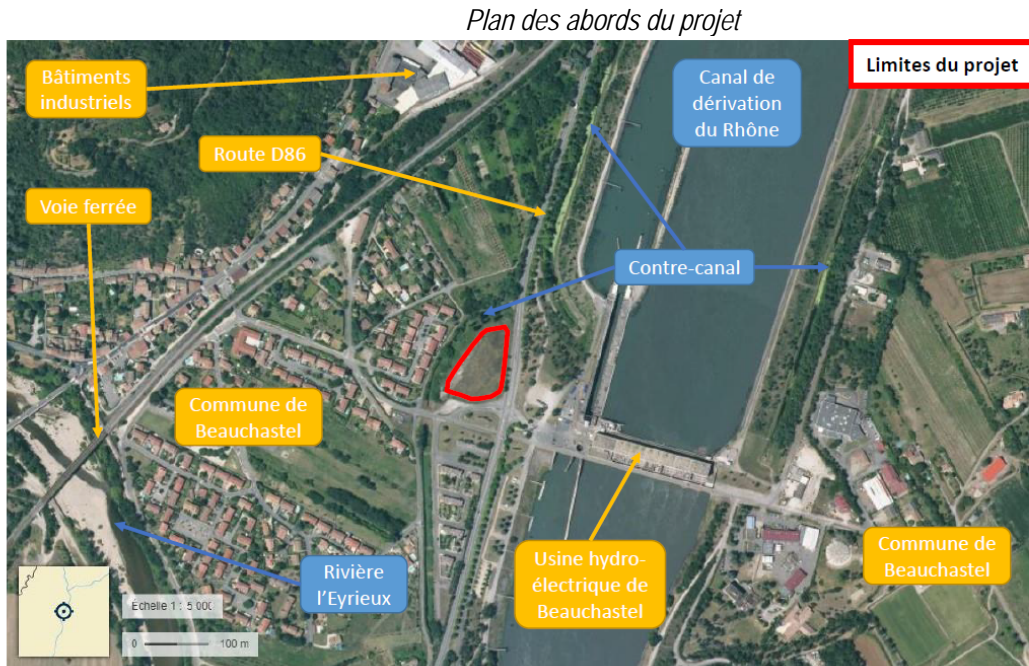 Plan des abords du projet
Limites du projet
Bâtiments
industriels
Canal de
dérivation
du Rhône
Route D86
Voie ferrée
Contre-canal
Commune de
Beauchastel
Usine hydro-
électrique de
Beauchastel
Commune de
Beauchastel
Rivière
l'Eyrieux
Echelle 1 : 5 000
0 100 m